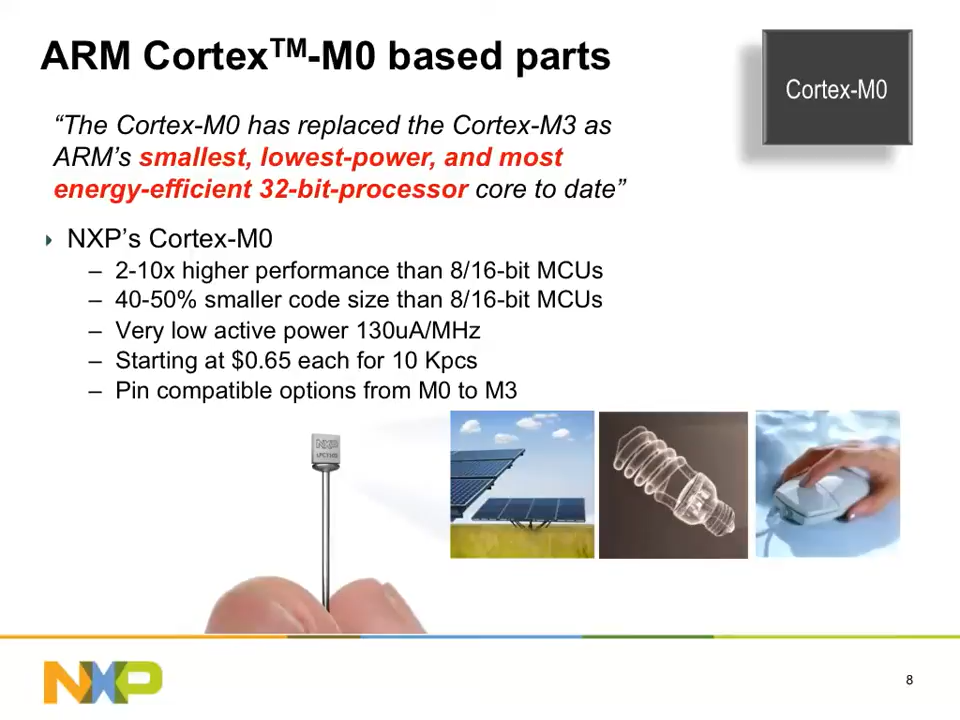 ARM Cortex™-M0 based parts
Cortex-M0
“The Cortex-M0 has replaced the Cortex-M3 as
ARM’s smallest, lowest-power, and most
energy-efficient 32-bit-processor core to date”
NXP’s Cortex-M0
– 2-10x higher performance than 8/16-bit MCUs
– 40-50% smaller code size than 8/16-bit MCUs
– Very low active power 130uA/MHz
– Starting at $0.65 each for 10 Kpcs
– Pin compatible options from M0 to M3
NXP
NXP
8